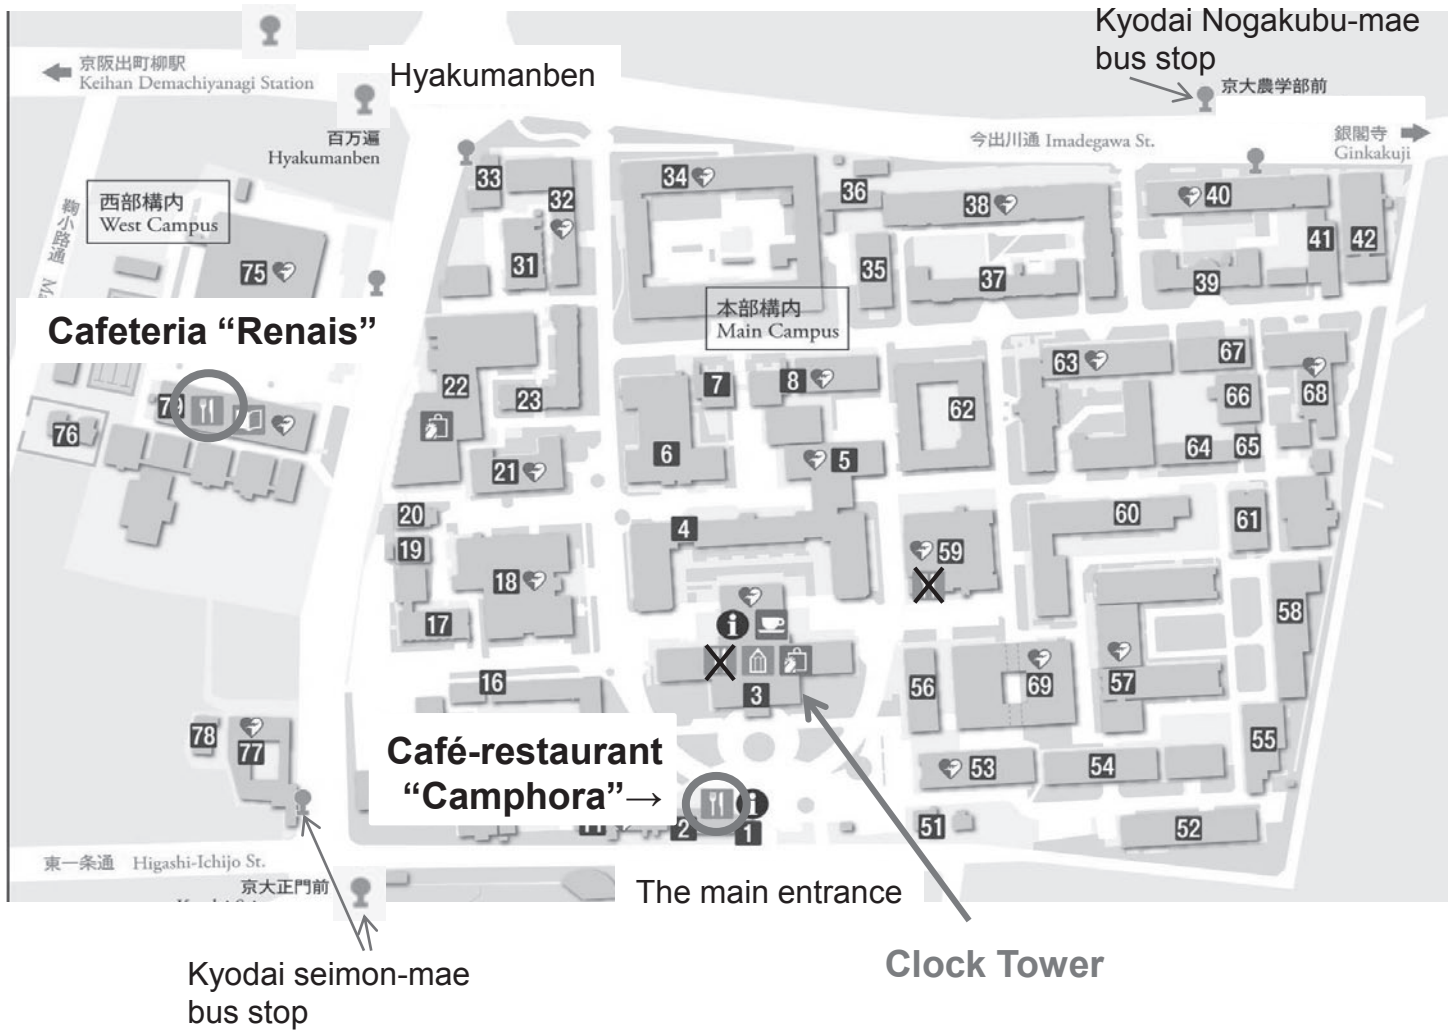 Kyodai Nogakubu-mae
bus stop
京阪出町柳駅
Keihan Demachiyanagi Station
Hyakumanben
京大農学部前
百万遍
Hyakumanben
今出川通 Imadegawa St.
銀閣寺
Ginkakuji
西部構内
West Campus
鞠小路通
33
32
34
36
38
40
41
42
75
31
35
37
39
本部構内
Main Campus
Cafeteria “Renais”
22
23
7
8
62
63
67
66
68
79
76
21
6
5
64
65
20
19
4
60
61
18
59
17
i
58
16
3
56
69
57
78
77
Café-restaurant
“Camphora”→
53
54
55
i
2
1
51
52
東一条通 Higashi-Ichijo St.
京大正門前
The main entrance
Clock Tower
Kyodai seimon-mae
bus stop